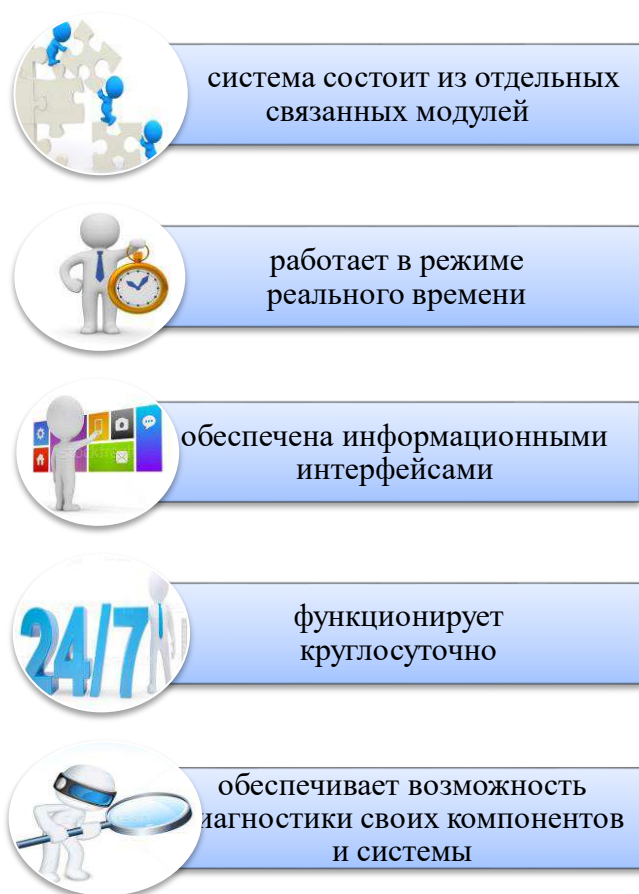 система состоит из отдельных
связанных модулей
работает в режиме
реального времени
обеспечена информационными
интерфейсами
24/7
функционирует
круглосуточно
обеспечивает возможность
иагностики своих компонентов
и системы